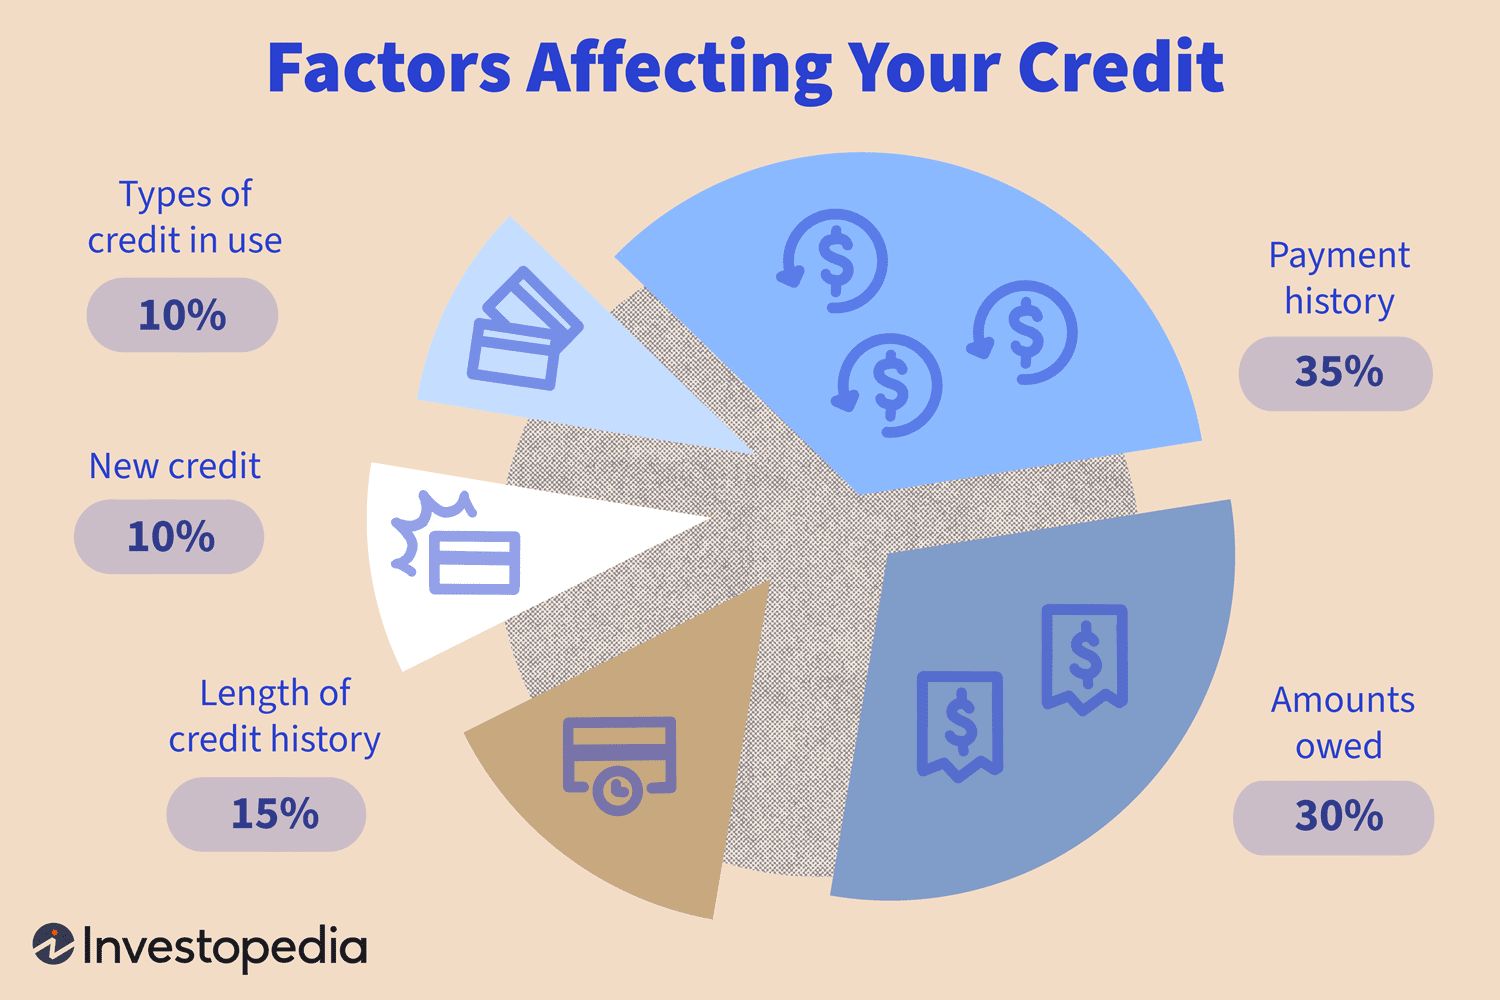 Factors Affecting Your Credit
Types of
credit in use
10%
New credit
10%
Length of
credit history
15%
Payment
history
35%
Amounts
owed
30%
$
$
$
$
$
Investopedia